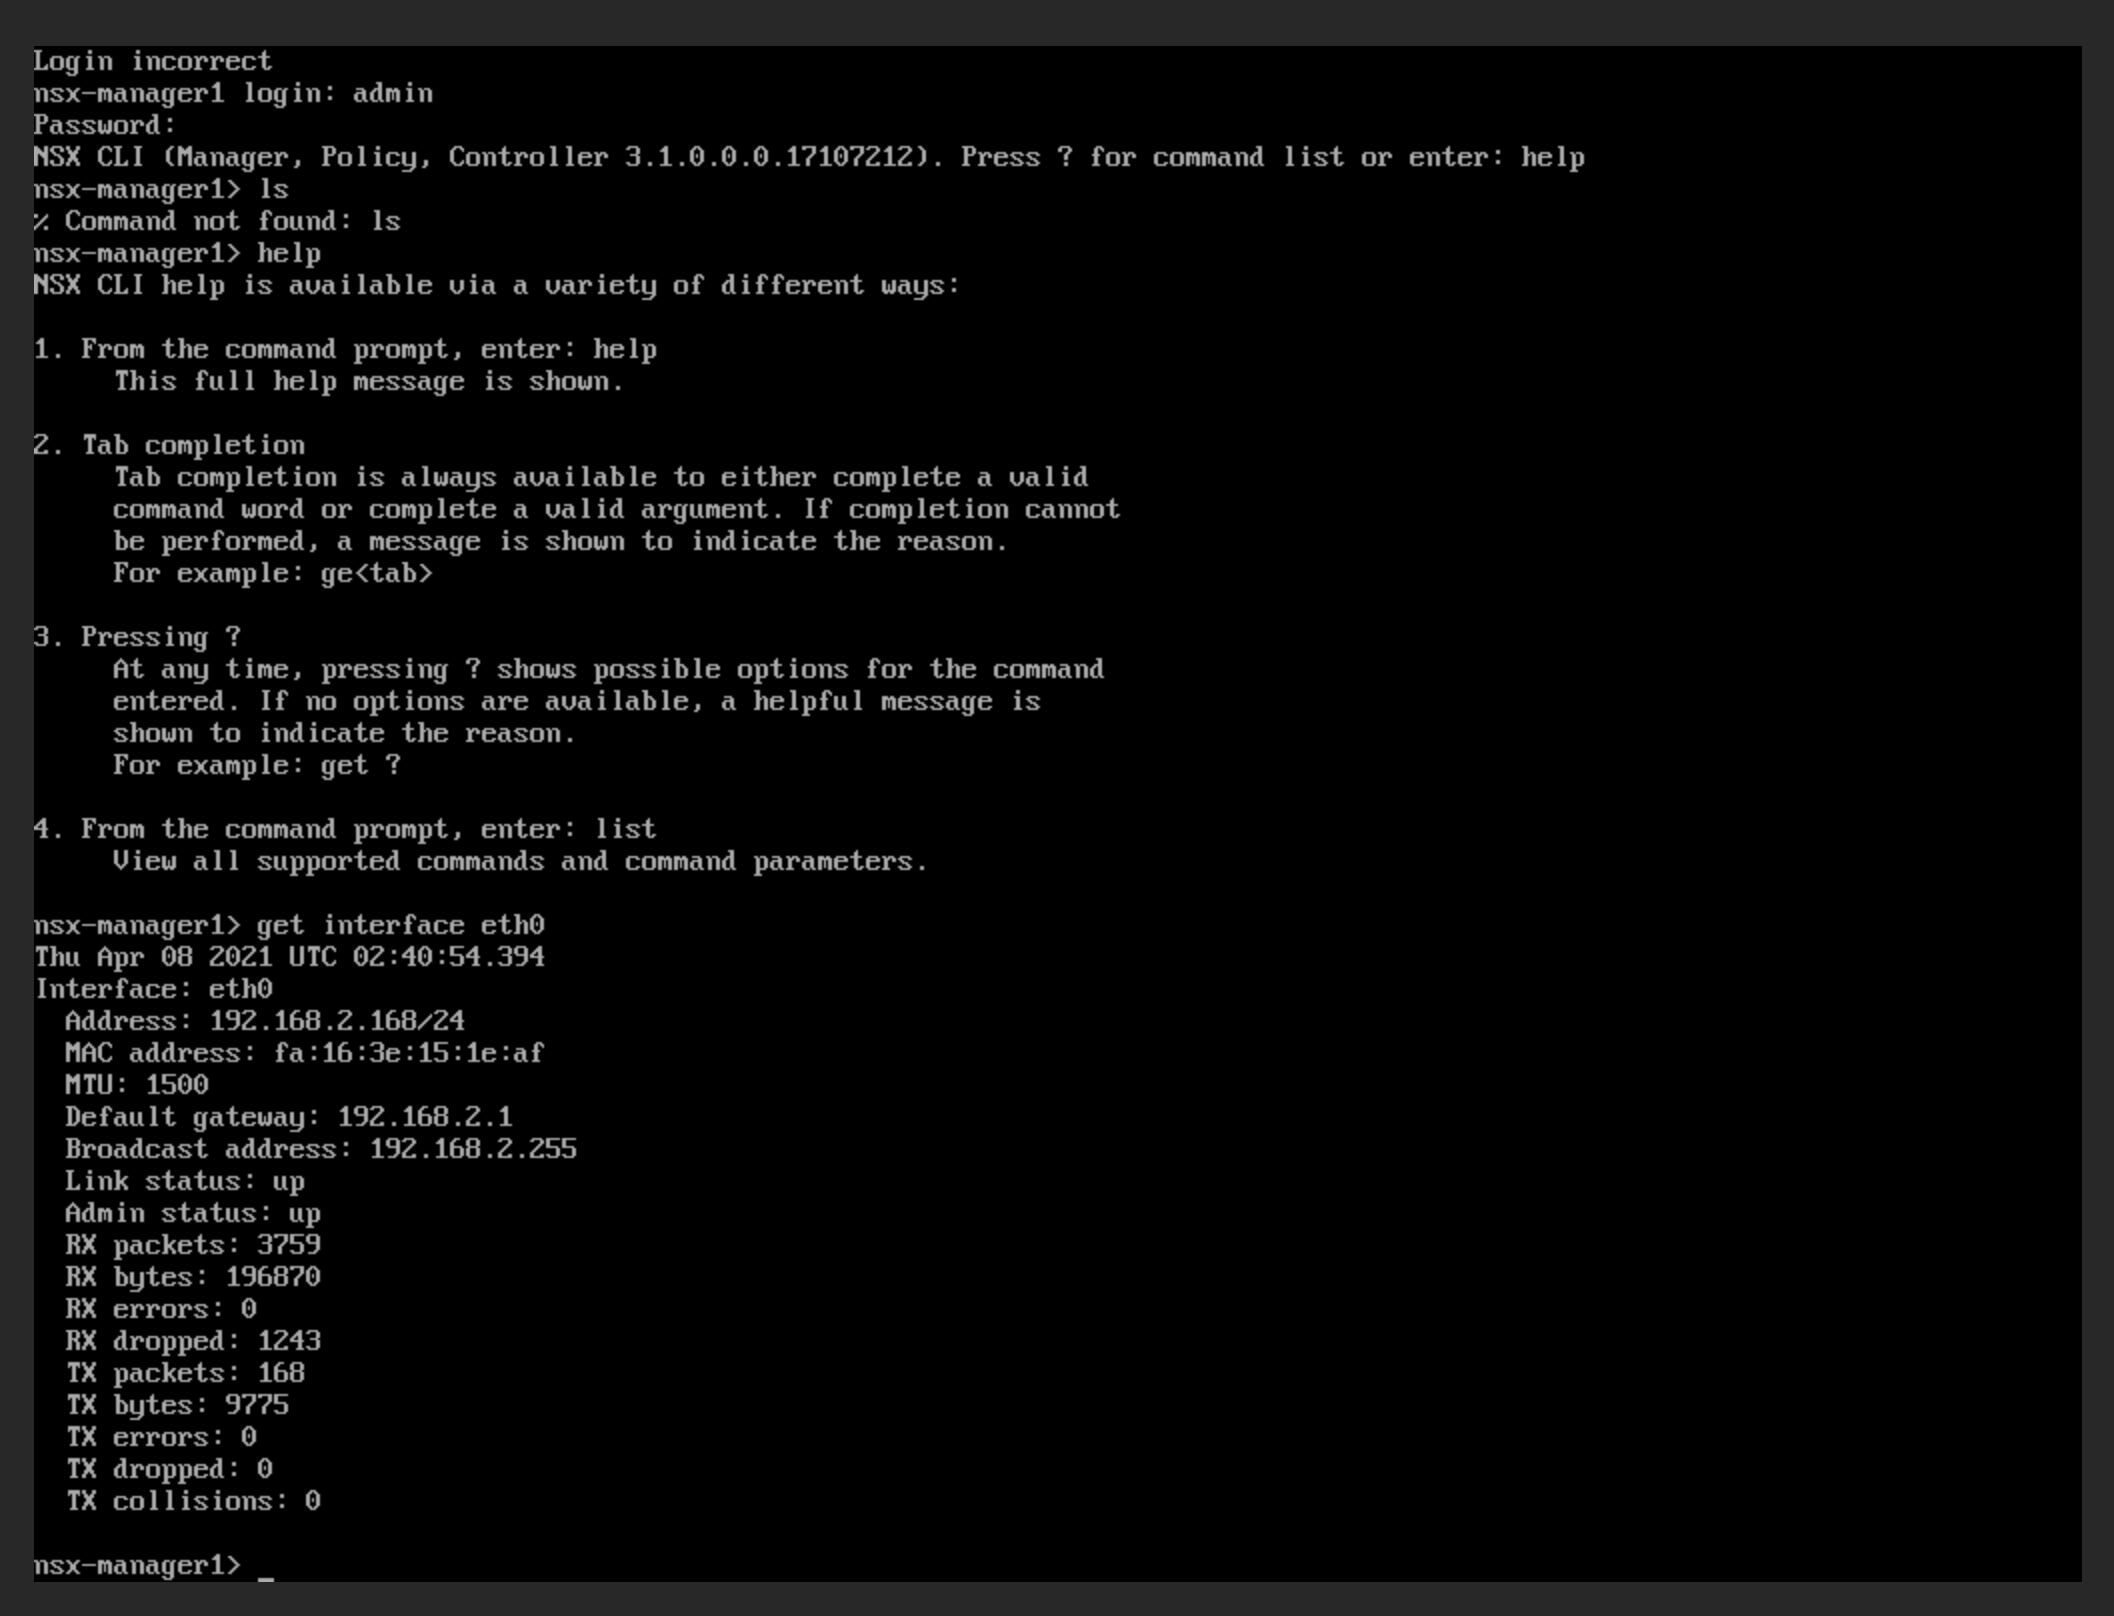 Login incorrect
nsx-manager1 login: admin
Password:
NSX CLI (Manager, Policy, Controller 3.1.0.0.0.17107212). Press ? for command list or enter: help
nsx-manager1> ls
% Command not found: ls
nsx-manager1> help
NSX CLI help is available via a variety of different ways:
1. From the command prompt, enter: help
This full help message is shown.
2. Tab completion
Tab completion is always available to either complete a valid
command word or complete a valid argument. If completion cannot
be performed, a message is shown to indicate the reason.
For example: ge<tab>
3. Pressing ?
At any time, pressing ? shows possible options for the command
entered. If no options are available, a helpful message is
shown to indicate the reason.
For example: get ?
4. From the command prompt, enter: list
View all supported commands and command parameters.
nsx-manager1> get interface eth0
Thu Apr 08 2021 UTC 02:40:54.394
Interface: eth0
Address: 192.168.2.168/24
MAC address: fa:16:3e:15:1e:af
MTU: 1500
Default gateway: 192.168.2.1
Broadcast address: 192.168.2.255
Link status: up
Admin status: up
RX packets: 3759
RX bytes: 196870
RX errors: 0
RX dropped: 1243
TX packets: 168
TX bytes: 9775
TX errors: 0
TX dropped: 0
TX collisions: 0
nsx-manager1> _